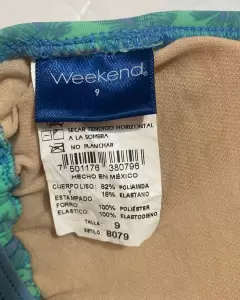 Weekend®
9
SECAR TENDIDO HORIZONTAL
A LA SOMBRA
NO PLANCHAR
7 501176 380796
HECHO EN MÉXICO
CUERPO LISO: 82% POLIAMIDA
ESTAMPADO 18% ELASTANO
FORRO 100% POLIÉSTER
ELASTICO: 100% ELASTODIENO
TALLA 9
ESTILO 8079